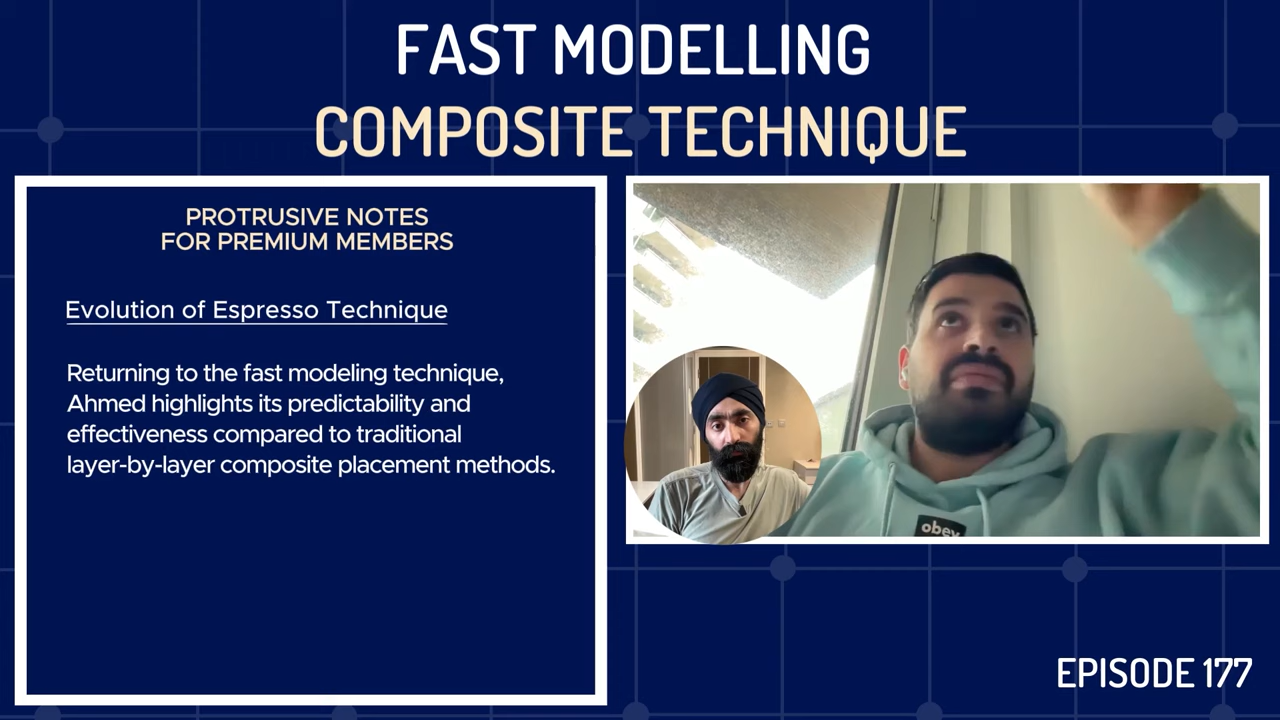 FAST MODELLING
COMPOSITE TECHNIQUE
PROTRUSIVE NOTES
FOR PREMIUM MEMBERS
Evolution of Espresso Technique
Returning to the fast modeling technique,
Ahmed highlights its predictability and
effectiveness compared to traditional
layer-by-layer composite placement methods.
obey
EPISODE 177